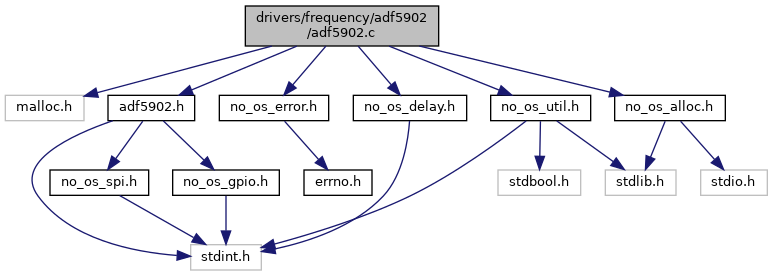 drivers/frequency/adf5902
/adf5902.c
malloc.h
adf5902.h
no_os_error.h
no_os_delay.h
no_os_util.h
no_os_alloc.h
no_os_spi.h
no_os_gpio.h
errno.h
stdbool.h
stdlib.h
stdio.h
stdint.h